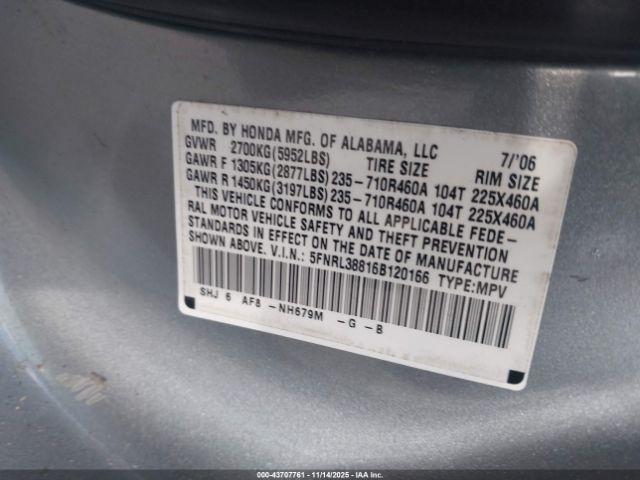 MFD. BY HONDA MFG. OF ALABAMA, LLC 7/'06
GVWR 2700KG(5952LBS) TIRE SIZE RIM SIZE
GAWR F 1305KG(2877LBS) 235-710R460A 104T 225X460A
GAWR R 1450KG(3197LBS) 235-710R460A 104T 225X460A
THIS VEHICLE CONFORMS TO ALL APPLICABLE FEDE-
RAL MOTOR VEHICLE SAFETY AND THEFT PREVENTION
STANDARDS IN EFFECT ON THE DATE OF MANUFACTURE
SHOWN ABOVE. V.I.N.: 5FNRL38816B120166 TYPE:MPV
SHJ 6 AF8 -NH679M -G -B
000-43707761 | 11/14/2025 | IAA Inc.